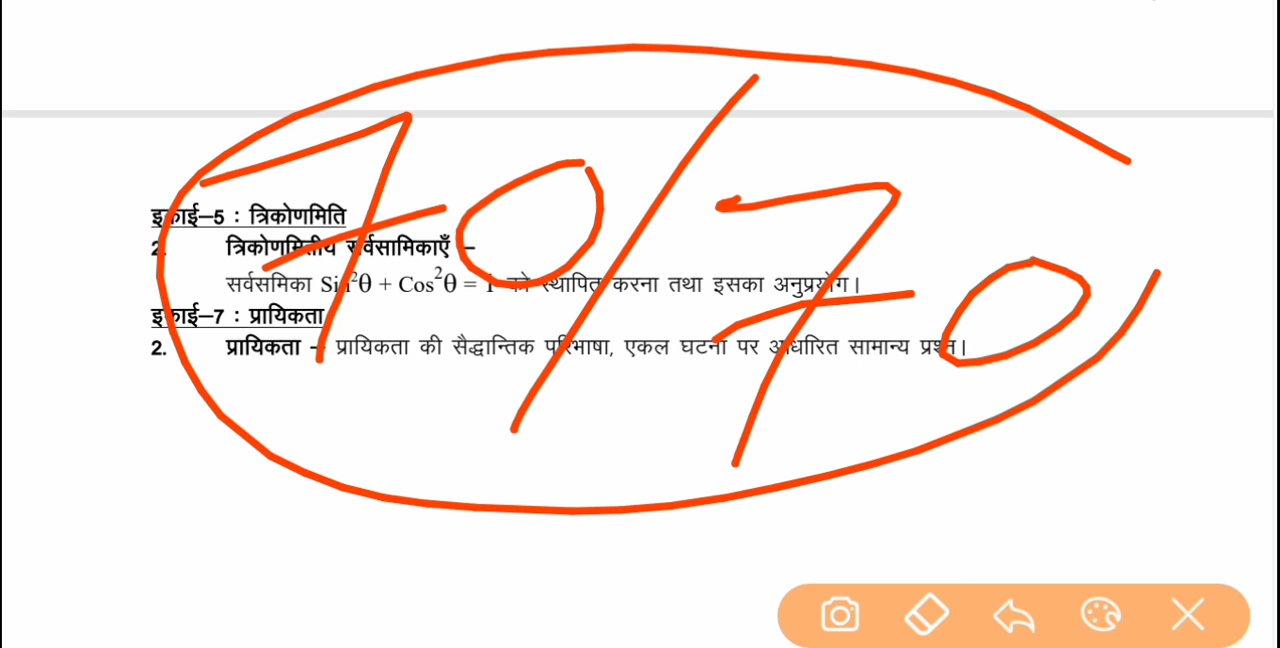 इकाई–5 : त्रिकोणमिति
2. त्रिकोणमितीय सर्वसामिकाएँ –
सर्वसमिका Sin²θ + Cos²θ = 1 को स्थापित करना तथा इसका अनुप्रयोग।
इकाई–7 : प्रायिकता
2. प्रायिकता – प्रायिकता की सैद्धान्तिक परिभाषा, एकल घटना पर आधारित सामान्य प्रश्न।
70/70